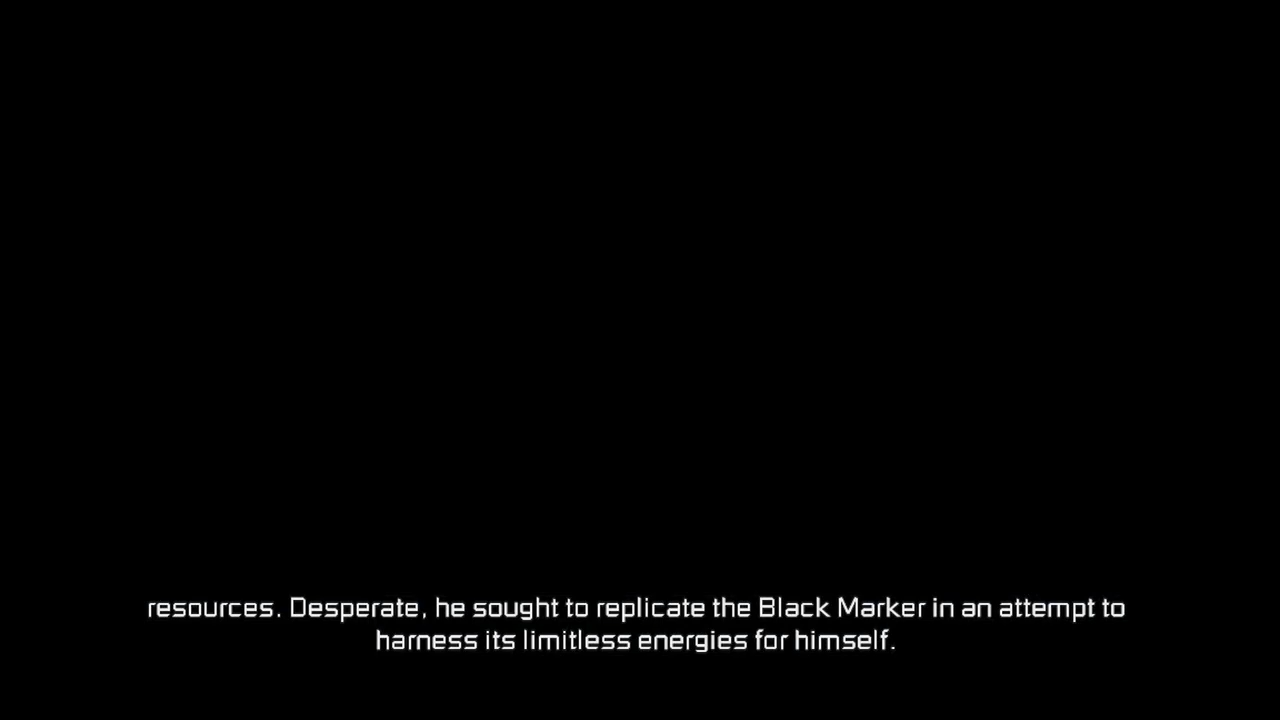 resources. Desperate, he sought to replicate the Black Marker in an attempt to
harness its limitless energies for himself.